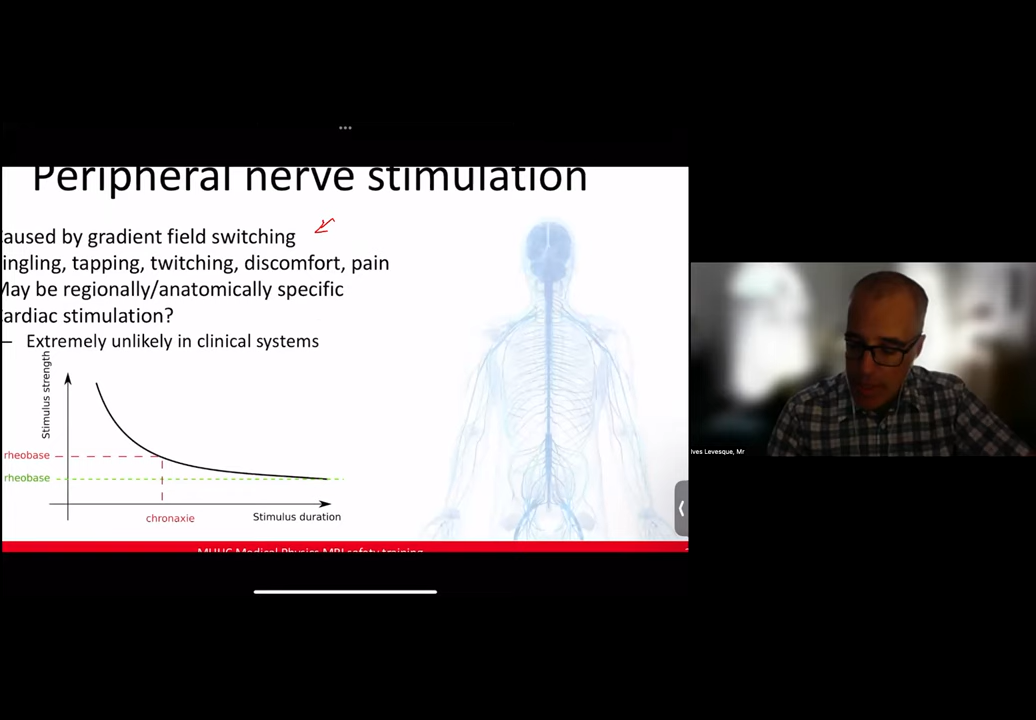 Peripheral nerve stimulation
aused by gradient field switching
ingling, tapping, twitching, discomfort, pain
May be regionally/anatomically specific
ardiac stimulation?
– Extremely unlikely in clinical systems
Stimulus strength
rheobase
rheobase
chronaxie
Stimulus duration
MUHC Medical Physics MRI safety training
Ives Levesque, Mr